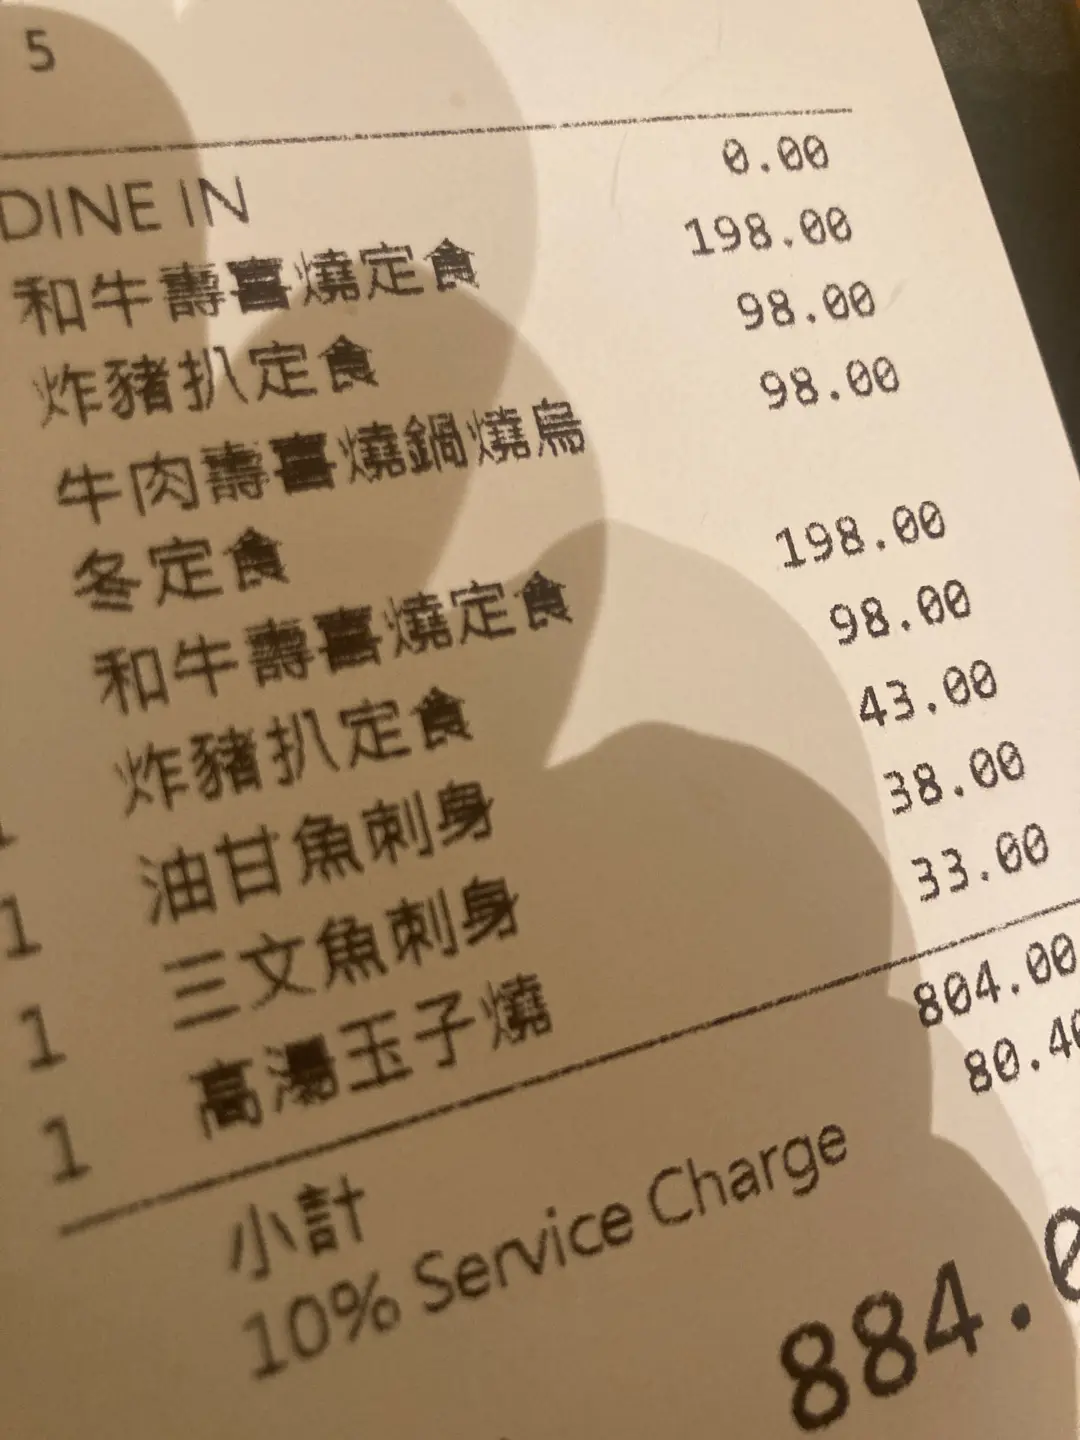 5
DINE IN 0.00
和牛壽喜燒定食 198.00
炸豬扒定食 98.00
牛肉壽喜燒鍋燒烏 98.00
冬定食
和牛壽喜燒定食 198.00
炸豬扒定食 98.00
1 油甘魚刺身 43.00
1 三文魚刺身 38.00
1 高湯玉子燒 33.00
小計 804.00
10% Service Charge 80.40
884.0